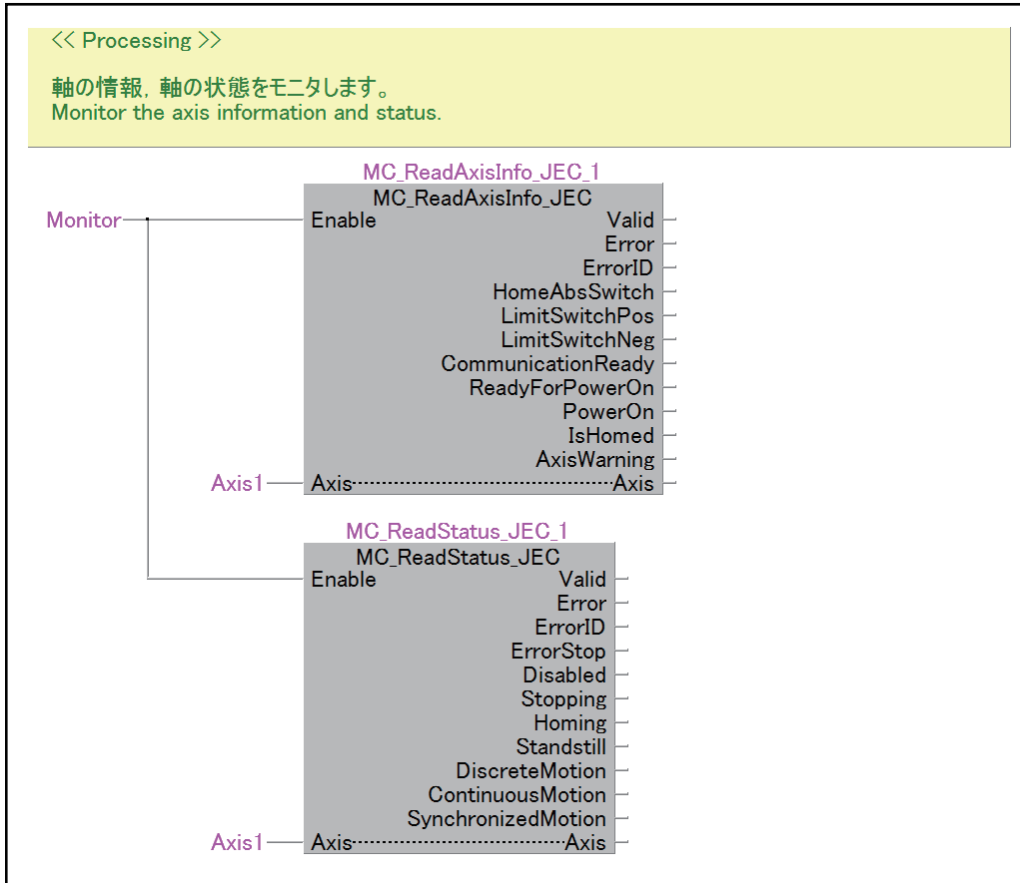 << Processing >>
軸の情報, 軸の状態をモニタします。
Monitor the axis information and status.
MC_ReadAxisInfo_JEC_1
MC_ReadAxisInfo_JEC
Monitor Enable Valid
Error
ErrorID
HomeAbsSwitch
LimitSwitchPos
LimitSwitchNeg
CommunicationReady
ReadyForPowerOn
PowerOn
IsHomed
AxisWarning
Axis1 Axis Axis
MC_ReadStatus_JEC_1
MC_ReadStatus_JEC
Enable Valid
Error
ErrorID
ErrorStop
Disabled
Stopping
Homing
Standstill
DiscreteMotion
ContinuousMotion
SynchronizedMotion
Axis1 Axis Axis